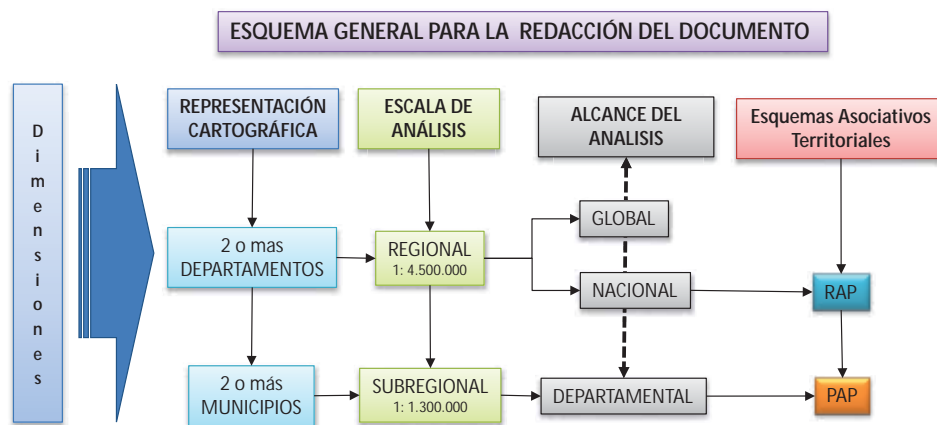 ESQUEMA GENERAL PARA LA REDACCIÓN DEL DOCUMENTO
Dimensiones
REPRESENTACIÓN
CARTOGRÁFICA
ESCALA DE
ANÁLISIS
ALCANCE DEL
ANALISIS
Esquemas Asociativos
Territoriales
GLOBAL
2 o mas
DEPARTAMENTOS
REGIONAL
1: 4.500.000
NACIONAL
RAP
2 o más
MUNICIPIOS
SUBREGIONAL
1: 1.300.000
DEPARTAMENTAL
PAP